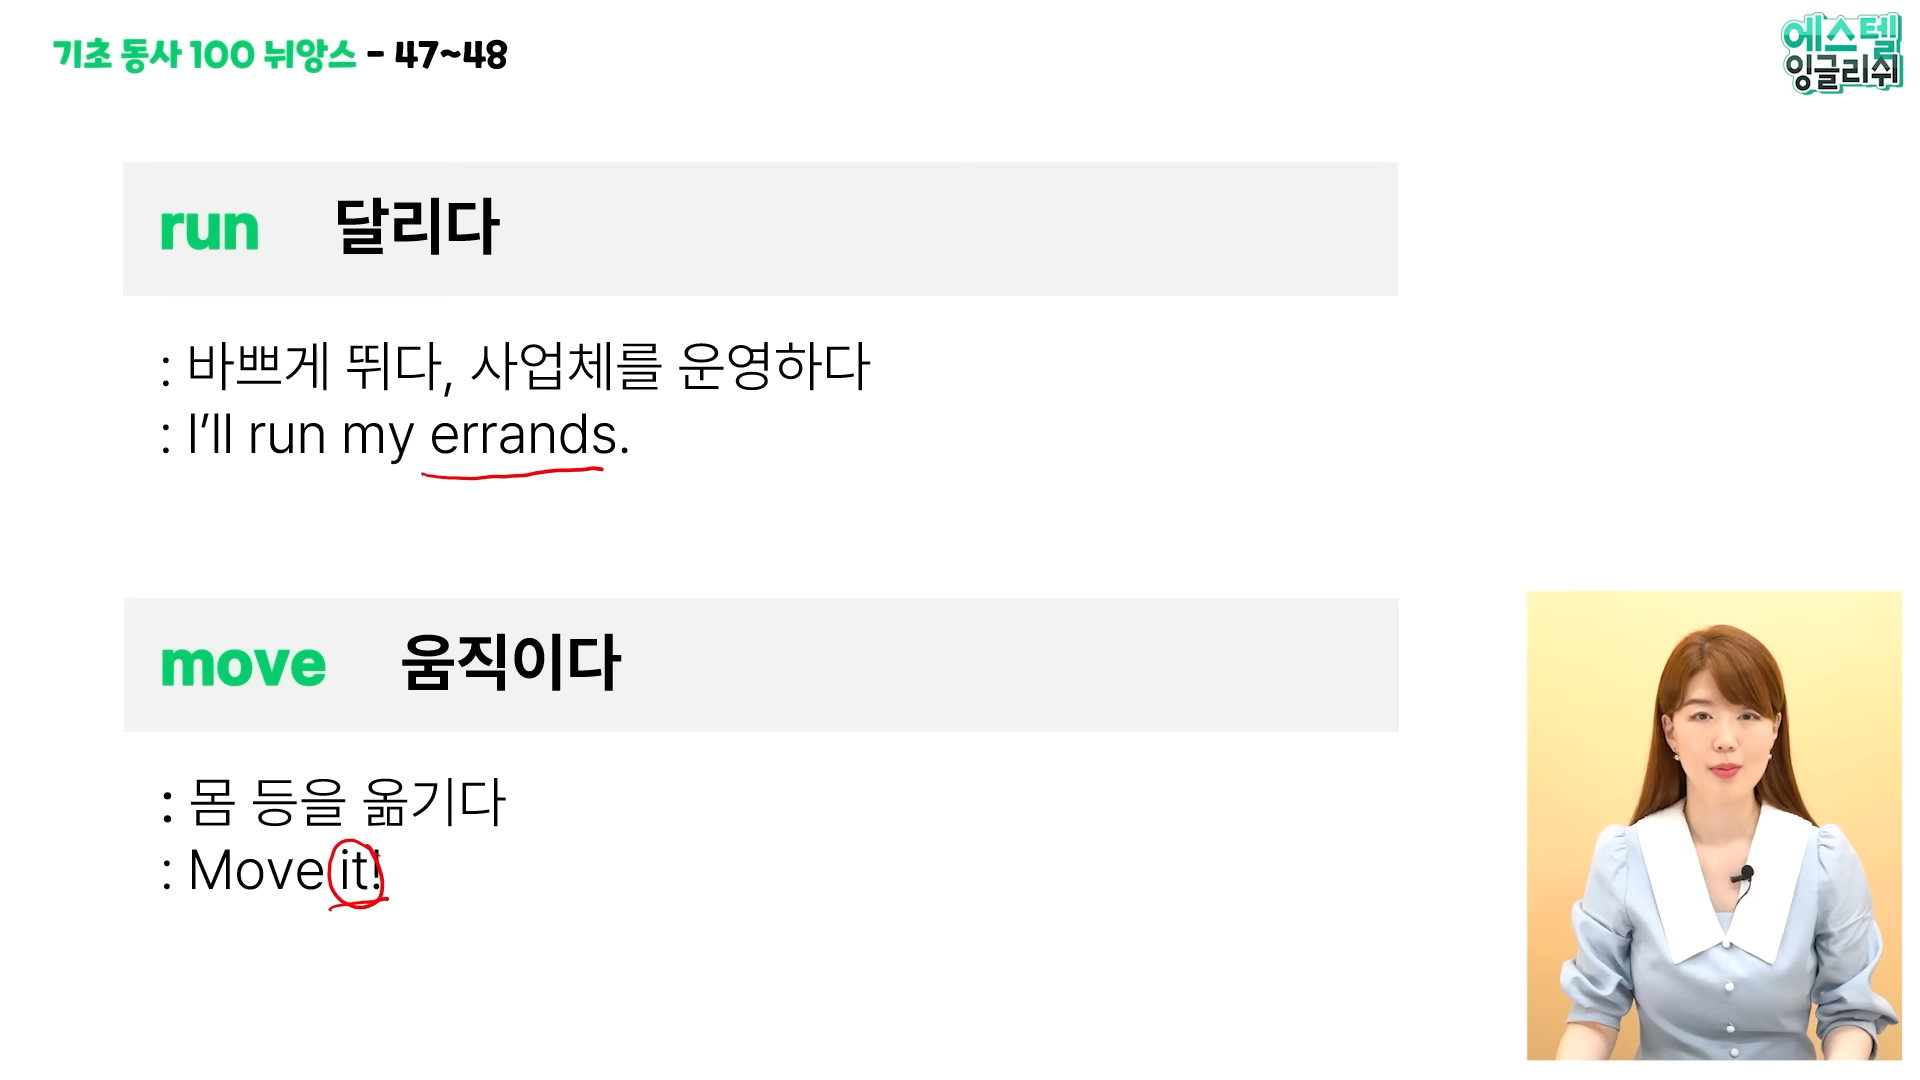 기초 동사 100 뉘앙스 - 47~48
에스텔
잉글리쉬
run 달리다
: 바쁘게 뛰다, 사업체를 운영하다
: I'll run my errands.
move 움직이다
: 몸 등을 옮기다
: Move it!